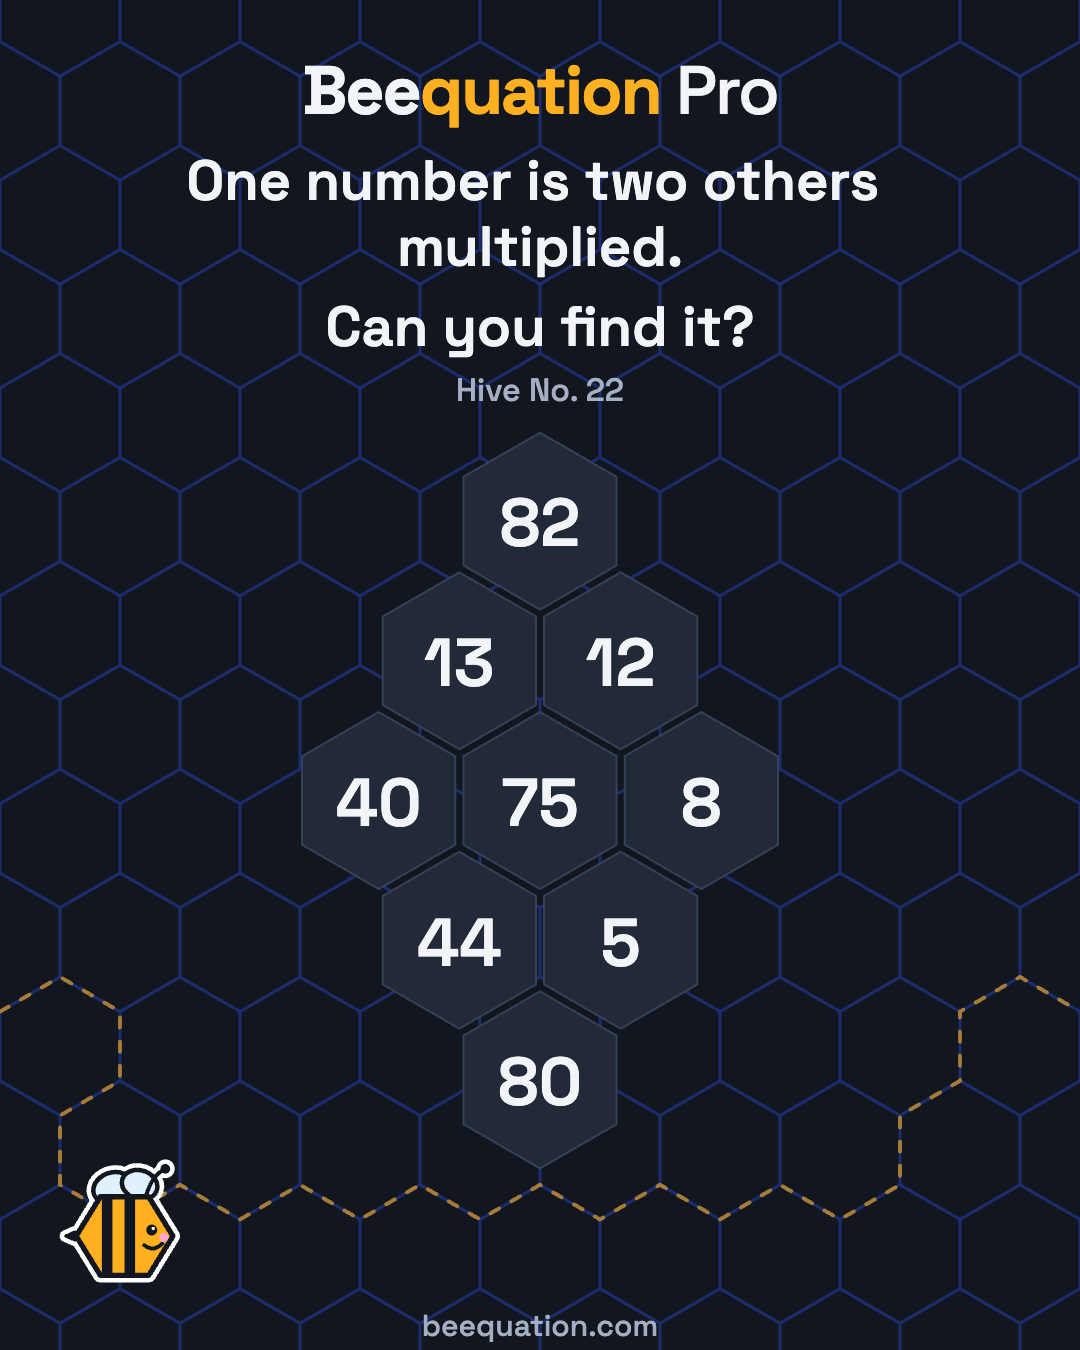 Beequation Pro
One number is two others
multiplied.
Can you find it?
Hive No. 22
82
13 12
40 75 8
44 5
80
beequation.com